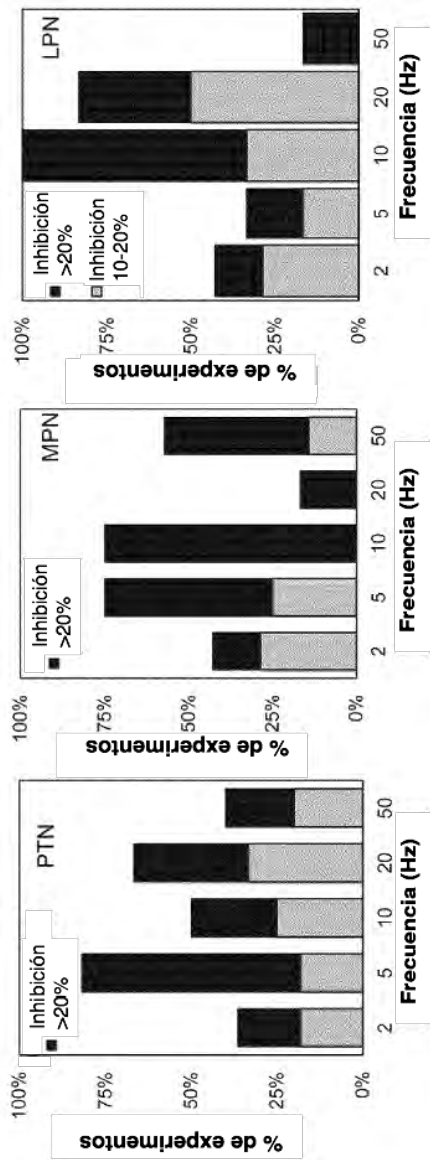 PTN
Inhibición
>20%
100%
75%
50%
25%
0%
% de experimentos
2 5 10 20 50
Frecuencia (Hz)
MPN
Inhibición
>20%
100%
75%
50%
25%
0%
% de experimentos
2 5 10 20 50
Frecuencia (Hz)
LPN
Inhibición
>20%
Inhibición
10-20%
100%
75%
50%
25%
0%
% de experimentos
2 5 10 20 50
Frecuencia (Hz)